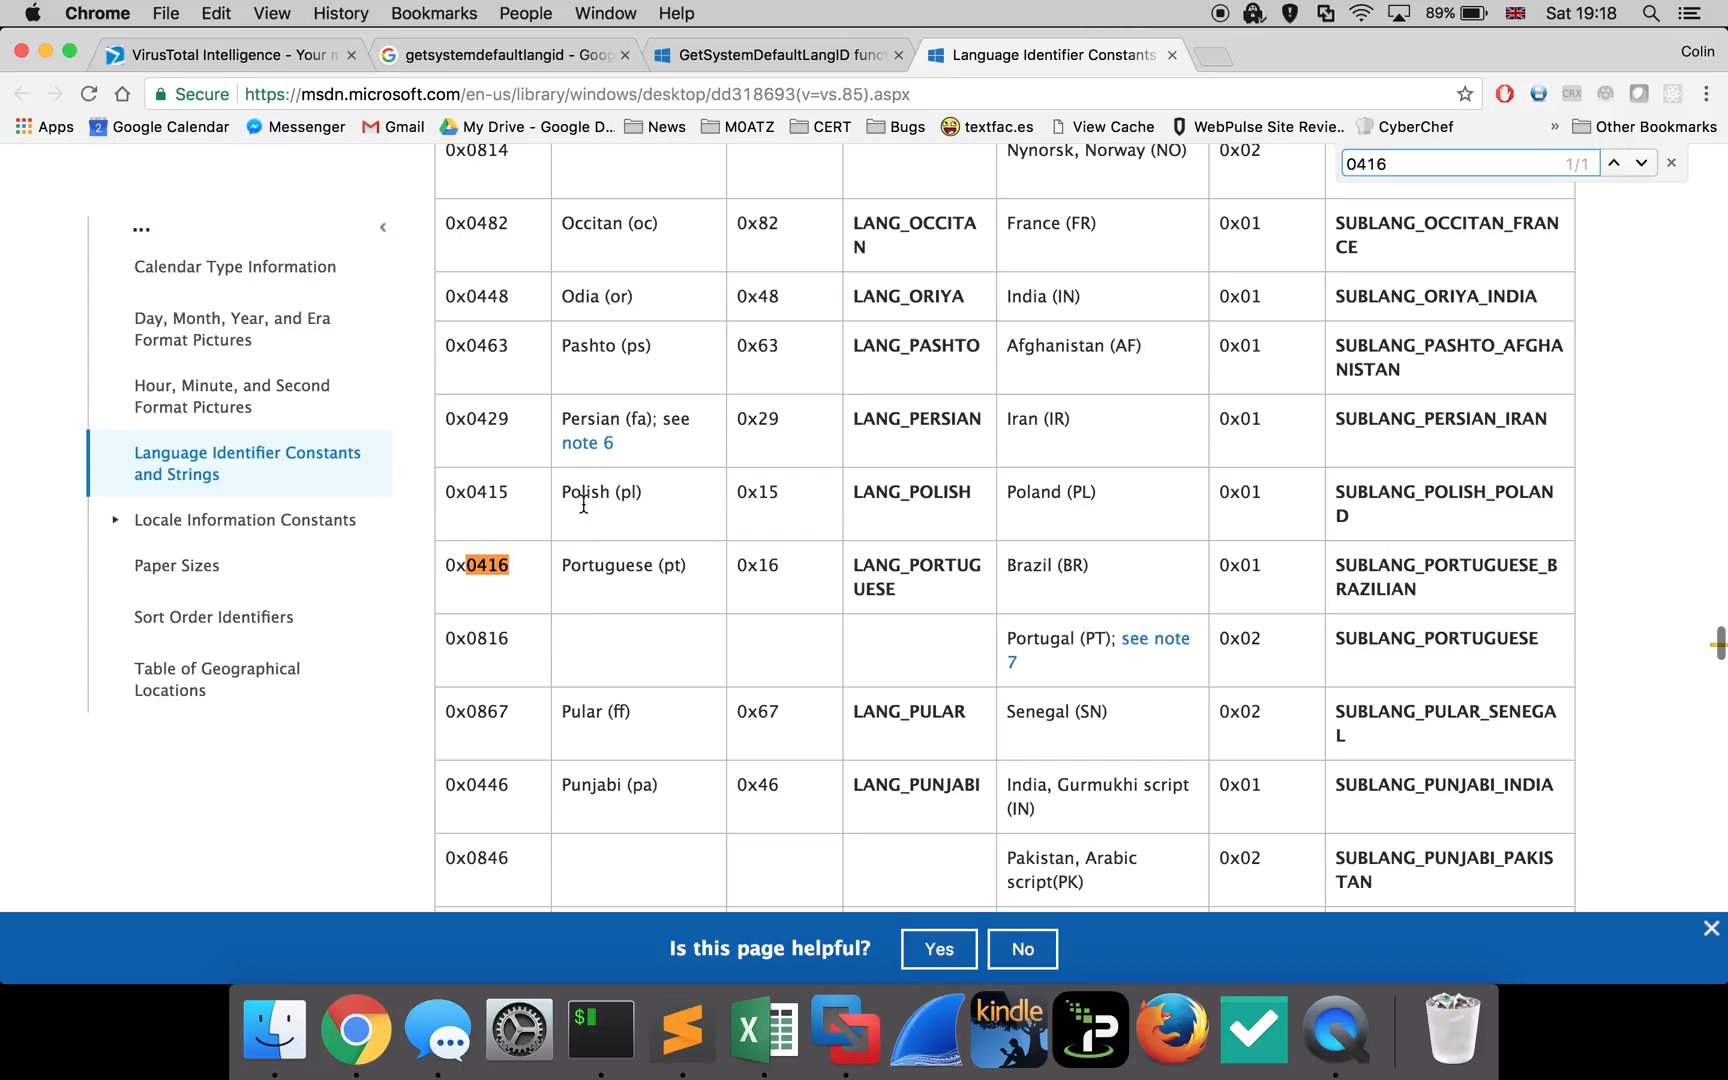 Chrome File Edit View History Bookmarks People Window Help 89% Sat 19:18
VirusTotal Intelligence - Your m getsystemdefaultlangid - Goog GetSystemDefaultLangID func Language Identifier Constants Colin
Secure https://msdn.microsoft.com/en-us/library/windows/desktop/dd318693(v=vs.85).aspx CRX
Apps 2 Google Calendar Messenger Gmail My Drive - Google D... News M0ATZ CERT Bugs textfac.es View Cache WebPulse Site Revie.. CyberChef » Other Bookmarks
0416 1/1
...
Calendar Type Information
Day, Month, Year, and Era
Format Pictures
Hour, Minute, and Second
Format Pictures
Language Identifier Constants
and Strings
Locale Information Constants
Paper Sizes
Sort Order Identifiers
Table of Geographical
Locations
0x0814 Nynorsk, Norway (NO) 0x02
0x0482 Occitan (oc) 0x82 LANG_OCCITA France (FR) 0x01 SUBLANG_OCCITAN_FRAN
N CE
0x0448 Odia (or) 0x48 LANG_ORIYA India (IN) 0x01 SUBLANG_ORIYA_INDIA
0x0463 Pashto (ps) 0x63 LANG_PASHTO Afghanistan (AF) 0x01 SUBLANG_PASHTO_AFGHA
NISTAN
0x0429 Persian (fa); see 0x29 LANG_PERSIAN Iran (IR) 0x01 SUBLANG_PERSIAN_IRAN
note 6
0x0415 Polish (pl) 0x15 LANG_POLISH Poland (PL) 0x01 SUBLANG_POLISH_POLAN
D
0x0416 Portuguese (pt) 0x16 LANG_PORTUG Brazil (BR) 0x01 SUBLANG_PORTUGUESE_B
UESE RAZILIAN
0x0816 Portugal (PT); see note 0x02 SUBLANG_PORTUGUESE
7
0x0867 Pular (ff) 0x67 LANG_PULAR Senegal (SN) 0x02 SUBLANG_PULAR_SENEGA
L
0x0446 Punjabi (pa) 0x46 LANG_PUNJABI India, Gurmukhi script 0x01 SUBLANG_PUNJABI_INDIA
(IN)
0x0846 Pakistan, Arabic 0x02 SUBLANG_PUNJABI_PAKIS
script(PK) TAN
Is this page helpful? Yes No
$ X kindle P